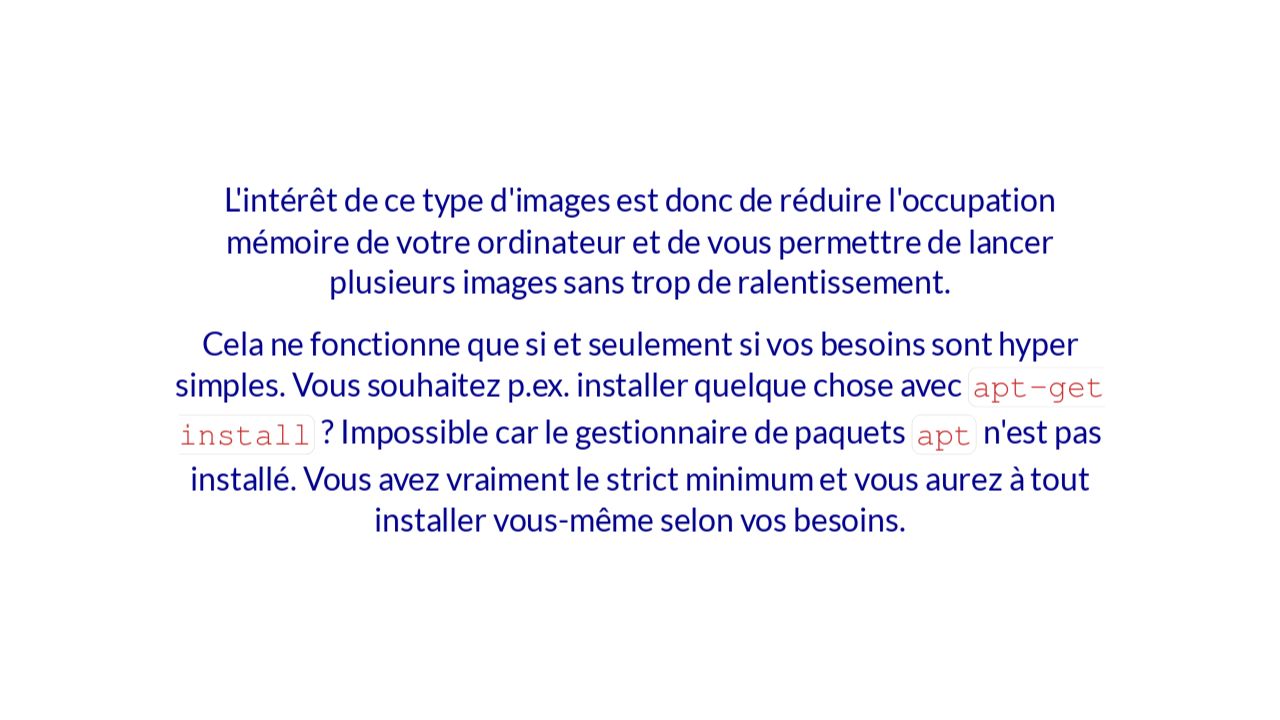 L'intérêt de ce type d'images est donc de réduire l'occupation
mémoire de votre ordinateur et de vous permettre de lancer
plusieurs images sans trop de ralentissement.
Cela ne fonctionne que si et seulement si vos besoins sont hyper
simples. Vous souhaitez p.ex. installer quelque chose avec apt-get
install ? Impossible car le gestionnaire de paquets apt n'est pas
installé. Vous avez vraiment le strict minimum et vous aurez à tout
installer vous-même selon vos besoins.